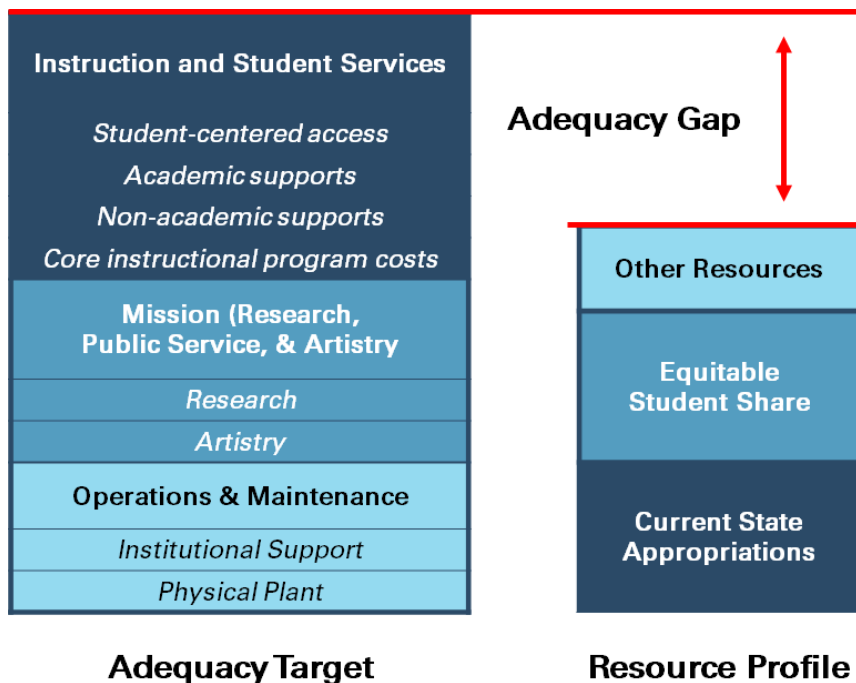 Instruction and Student Services
Student-centered access
Academic supports
Non-academic supports
Core instructional program costs
Mission (Research,
Public Service, & Artistry
Research
Artistry
Operations & Maintenance
Institutional Support
Physical Plant
Adequacy Target
Adequacy Gap
Other Resources
Equitable
Student Share
Current State
Appropriations
Resource Profile